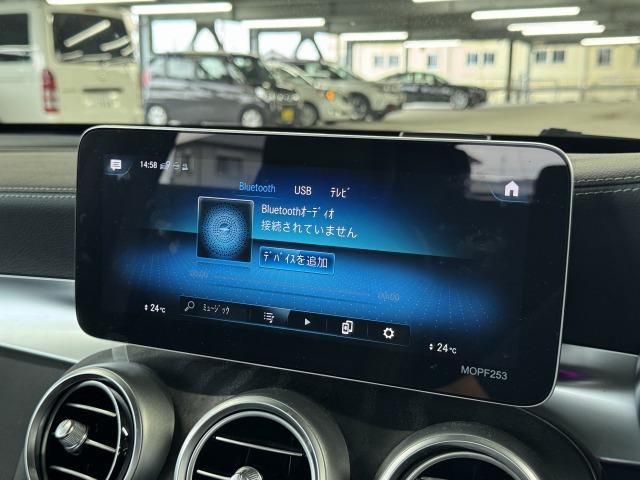 14:58
Bluetooth USB テレビ
Bluetoothオーディオ
接続されていません
デバイスを追加
00:00 00:00
24℃ ミュージック
24℃
MOPF253